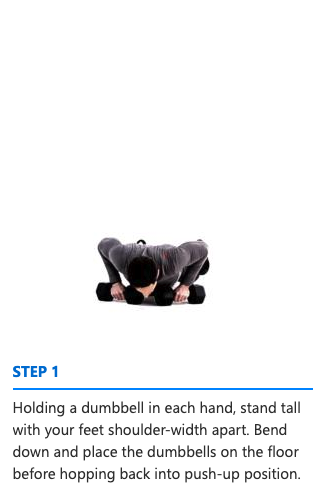 STEP 1
Holding a dumbbell in each hand, stand tall
with your feet shoulder-width apart. Bend
down and place the dumbbells on the floor
before hopping back into push-up position.